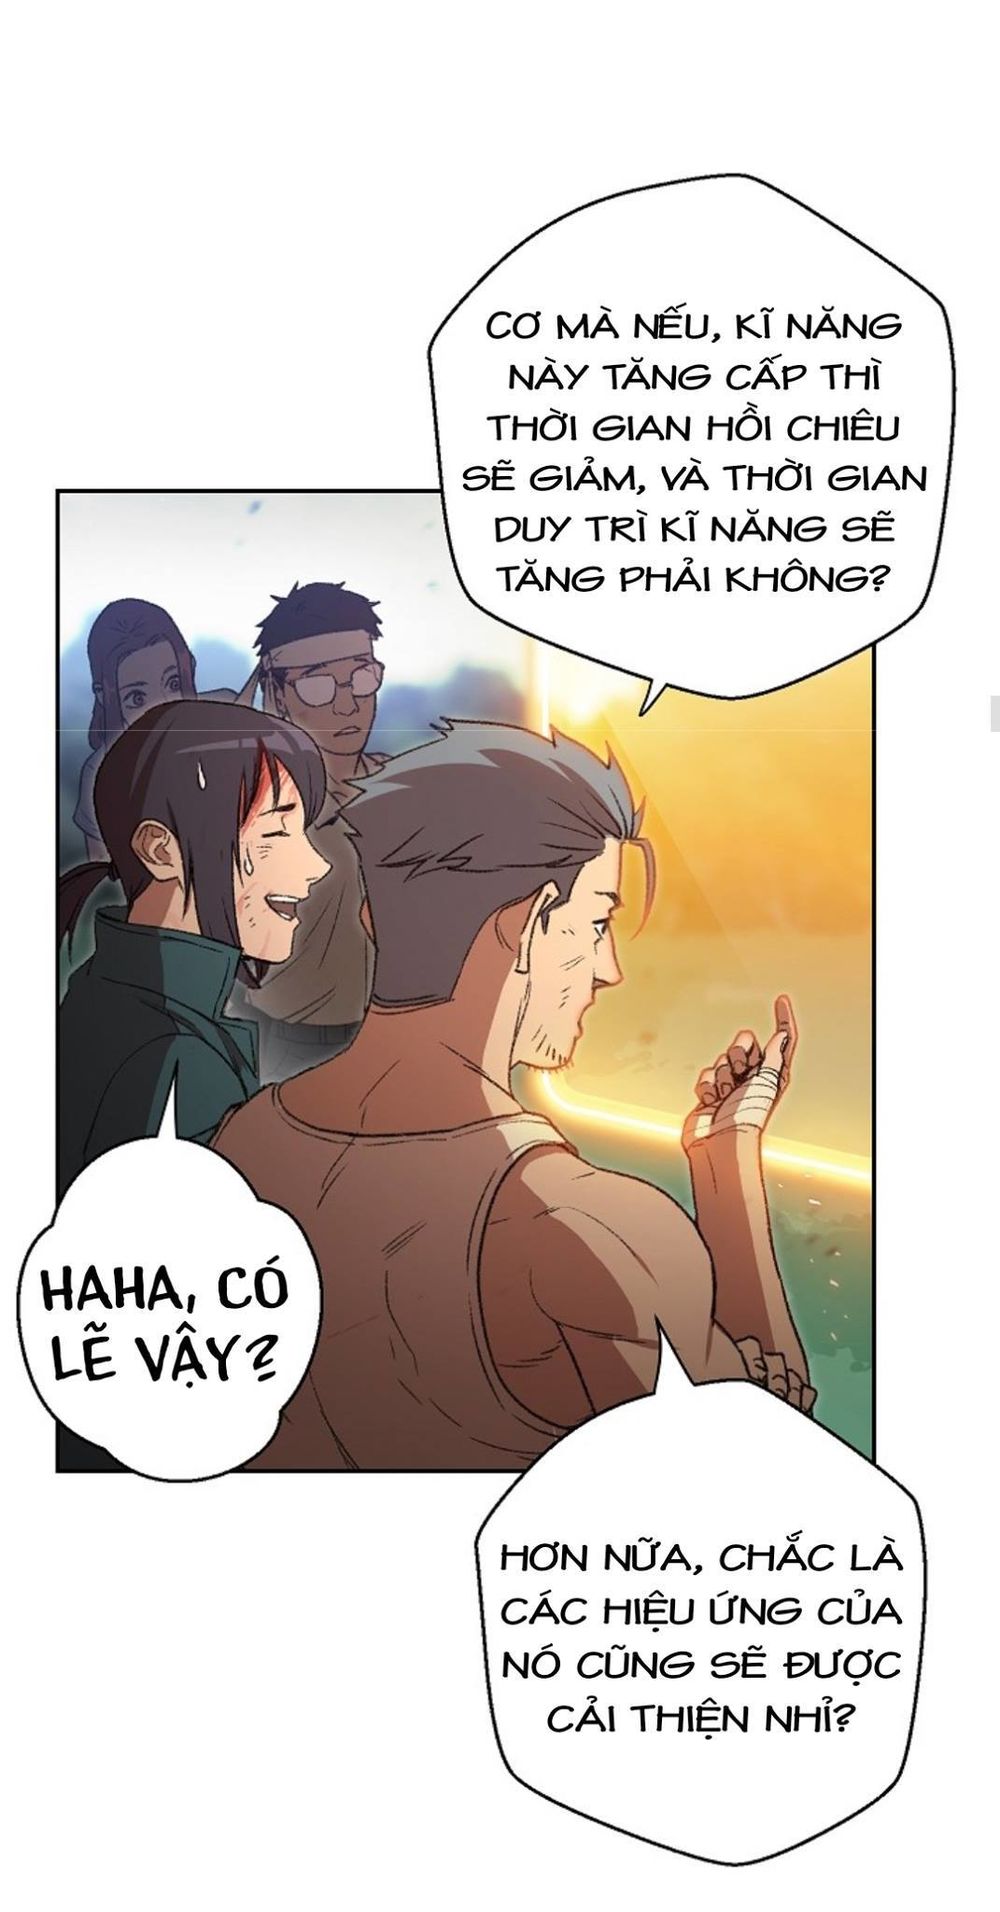 CƠ MÀ NẾU, KĨ NĂNG
NÀY TĂNG CẤP THÌ
THỜI GIAN HỒI CHIÊU
SẼ GIẢM, VÀ THỜI GIAN
DUY TRÌ KĨ NĂNG SẼ
TĂNG PHẢI KHÔNG?
HAHA, CÓ
LẼ VẬY?
HƠN NỮA, CHẮC LÀ
CÁC HIỆU ỨNG CỦA
NÓ CŨNG SẼ ĐƯỢC
CẢI THIỆN NHỈ?